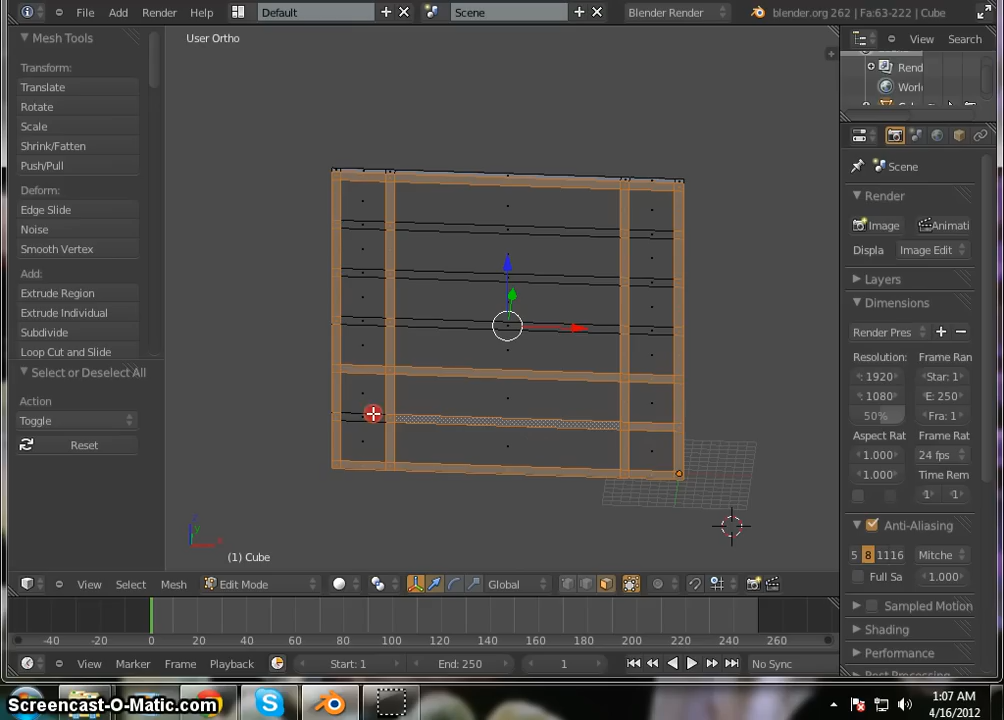 File Add Render Help Default Scene Blender Render blender.org 262 | Fa:63-222 | Cube
Mesh Tools
Transform:
Translate
Rotate
Scale
Shrink/Fatten
Push/Pull
Deform:
Edge Slide
Noise
Smooth Vertex
Add:
Extrude Region
Extrude Individual
Subdivide
Loop Cut and Slide
Select or Deselect All
Action
Toggle
Reset
User Ortho
(1) Cube
View Select Mesh Edit Mode Global
View Search
Rend
Worl
Scene
Render
Image Animati
Displa Image Edit
Layers
Dimensions
Render Pres
Resolution: Frame Ran
1920 Star: 1
1080 E: 250
50% Fra: 1
Aspect Rat Frame Rat
1.000 24 fps
1.000 Time Rem
1 1
Anti-Aliasing
5 8 11 16 Mitche
Full Sa 1.000
Sampled Motion
Shading
Performance
-40 -20 0 20 40 60 80 100 120 140 160 180 200 220 240 260
View Marker Frame Playback Start: 1 End: 250 1 No Sync
Screencast-O-Matic.com
1:07 AM
4/16/2012